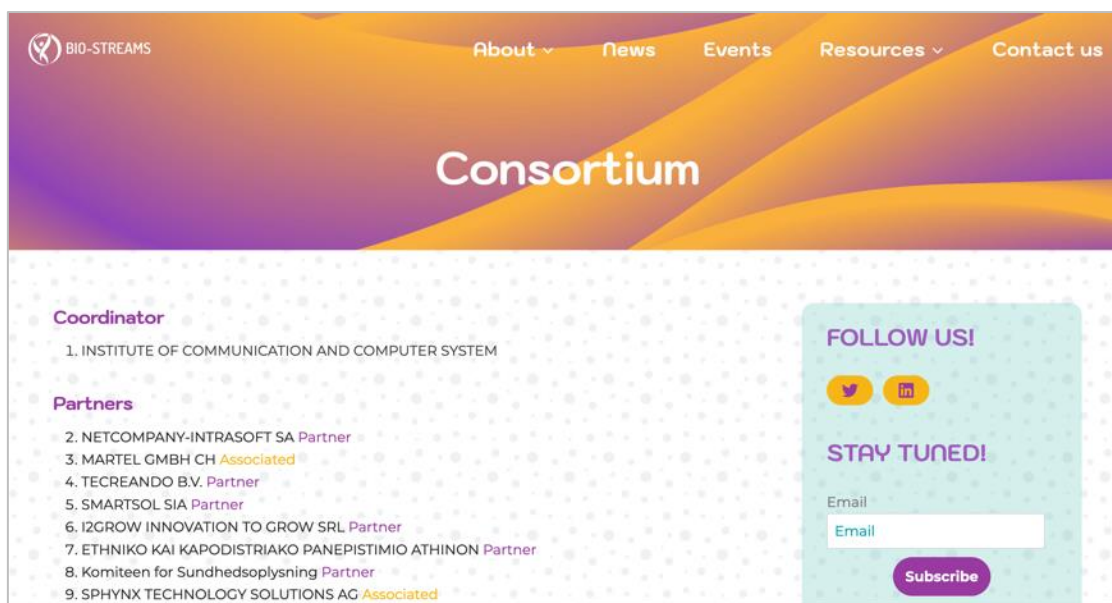 BIO-STREAMS
About News Events Resources Contact us
Consortium
Coordinator
1. INSTITUTE OF COMMUNICATION AND COMPUTER SYSTEM
Partners
2. NETCOMPANY-INTRASOFT SA Partner
3. MARTEL GMBH CH Associated
4. TECREANDO B.V. Partner
5. SMARTSOL SIA Partner
6. I2GROW INNOVATION TO GROW SRL Partner
7. ETHNIKO KAI KAPODISTRIAKO PANEPISTIMIO ATHINON Partner
8. Komiteen for Sundhedsoplysning Partner
9. SPHYNX TECHNOLOGY SOLUTIONS AG Associated
FOLLOW US!
STAY TUNED!
Email
Email
Subscribe